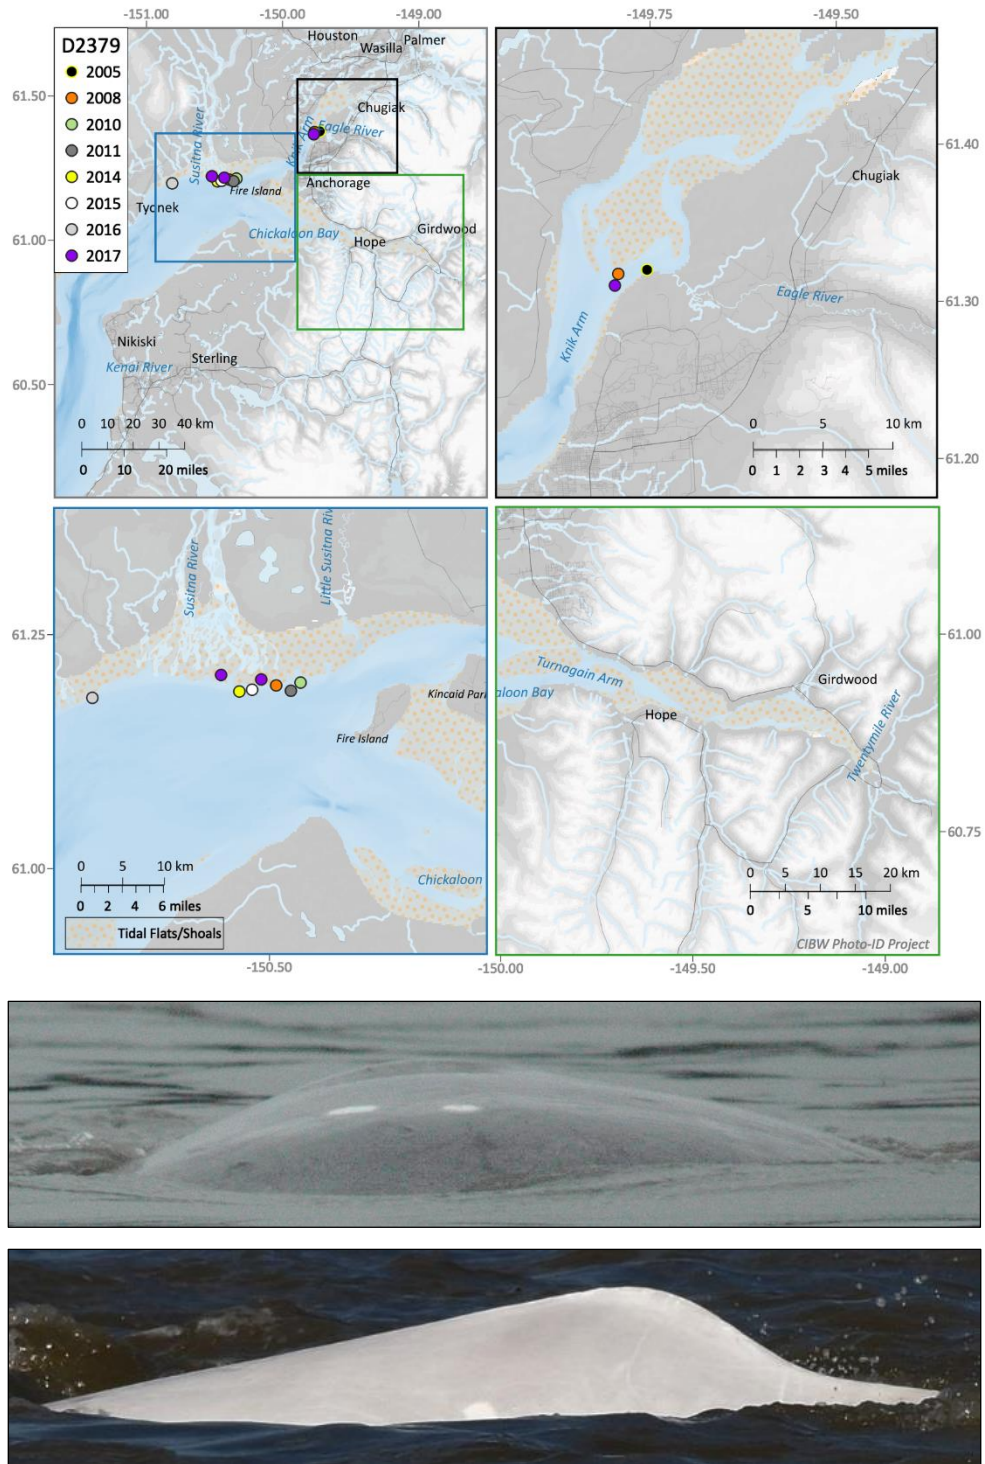 -151.00
-150.00
-149.00
-149.75
-149.50
D2379
2005
2008
2010
2011
2014
2015
2016
2017
61.50
61.00
60.50
Houston
Wasilla
Palmer
Chugiak
Eagle River
Knik Arm
Susitna River
Anchorage
Fire Island
Tyonek
Chickaloon Bay
Hope
Girdwood
Nikiski
Kenai River
Sterling
0 10 20 30 40 km
0 10 20 miles
61.40
61.30
61.20
Chugiak
Eagle River
Knik Arm
0 5 10 km
0 1 2 3 4 5 miles
61.25
61.00
Susitna River
Little Susitna Riv
Kincaid Par
Fire Island
Chickaloon
0 5 10 km
0 2 4 6 miles
Tidal Flats/Shoals
-150.50
61.00
60.75
Turnagain Arm
aloon Bay
Girdwood
Hope
Twentymile River
0 5 10 15 20 km
0 5 10 miles
CIBW Photo-ID Project
-150.00
-149.50
-149.00